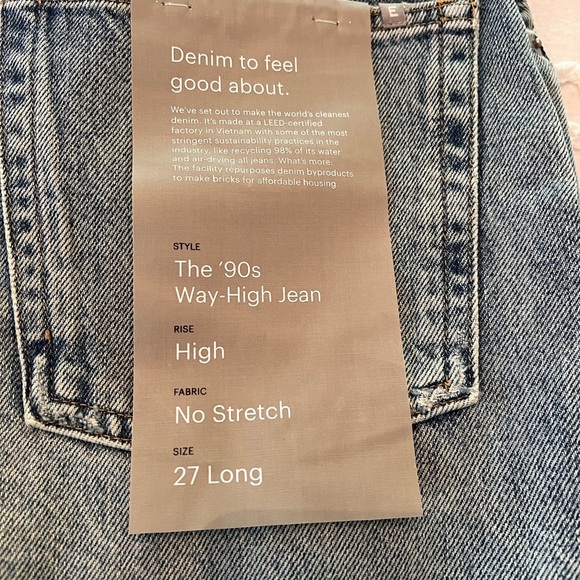 E
Denim to feel
good about.
We've set out to make the world's cleanest
denim. It's made at a LEED-certified
factory in Vietnam with some of the most
stringent sustainability practices in the
industry, like recycling 98% of its water
and air-drying all jeans. What's more:
The facility repurposes denim byproducts
to make bricks for affordable housing
STYLE
The '90s
Way-High Jean
RISE
High
FABRIC
No Stretch
SIZE
27 Long